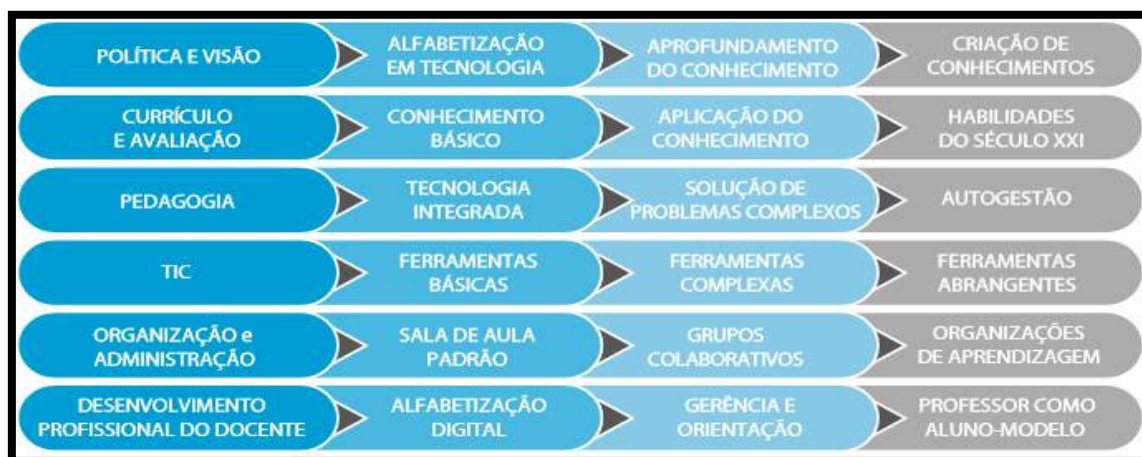 POLÍTICA E VISÃO
ALFABETIZAÇÃO
EM TECNOLOGIA
APROFUNDAMENTO
DO CONHECIMENTO
CRIAÇÃO DE
CONHECIMENTOS
CURRÍCULO
E AVALIAÇÃO
CONHECIMENTO
BÁSICO
APLICAÇÃO DO
CONHECIMENTO
HABILIDADES
DO SÉCULO XXI
PEDAGOGIA
TECNOLOGIA
INTEGRADA
SOLUÇÃO DE
PROBLEMAS COMPLEXOS
AUTOGESTÃO
TIC
FERRAMENTAS
BÁSICAS
FERRAMENTAS
COMPLEXAS
FERRAMENTAS
ABRANGENTES
ORGANIZAÇÃO e
ADMINISTRAÇÃO
SALA DE AULA
PADRÃO
GRUPOS
COLABORATIVOS
ORGANIZAÇÕES
DE APRENDIZAGEM
DESENVOLVIMENTO
PROFISSIONAL DO DOCENTE
ALFABETIZAÇÃO
DIGITAL
GERÊNCIA E
ORIENTAÇÃO
PROFESSOR COMO
ALUNO-MODELO